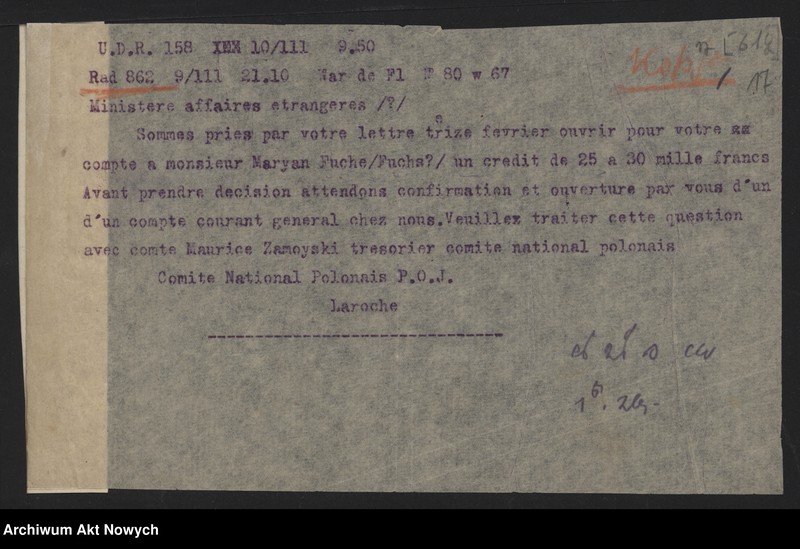 U.D.R. 158 XXX 10/111 9.50
Kopia 17
Rad 862 9/111 21.10 War de Fl N 80 w 67
Ministere affaires etrangeres /?/
Sommes pries par votre lettre trize fevrier ouvrir pour votre xx
compte a monsieur Maryan Fuche/Fuchs?/ un credit de 25 a 30 mille francs
Avant prendre decision attendons confirmation et ouverture par vous d'un
d'un compte courant general chez nous.Veuillez traiter cette question
avec comte Maurice Zamoyski tresorier comite national polonais
Comite National Polonais P.O.J.
Laroche
Archiwum Akt Nowych